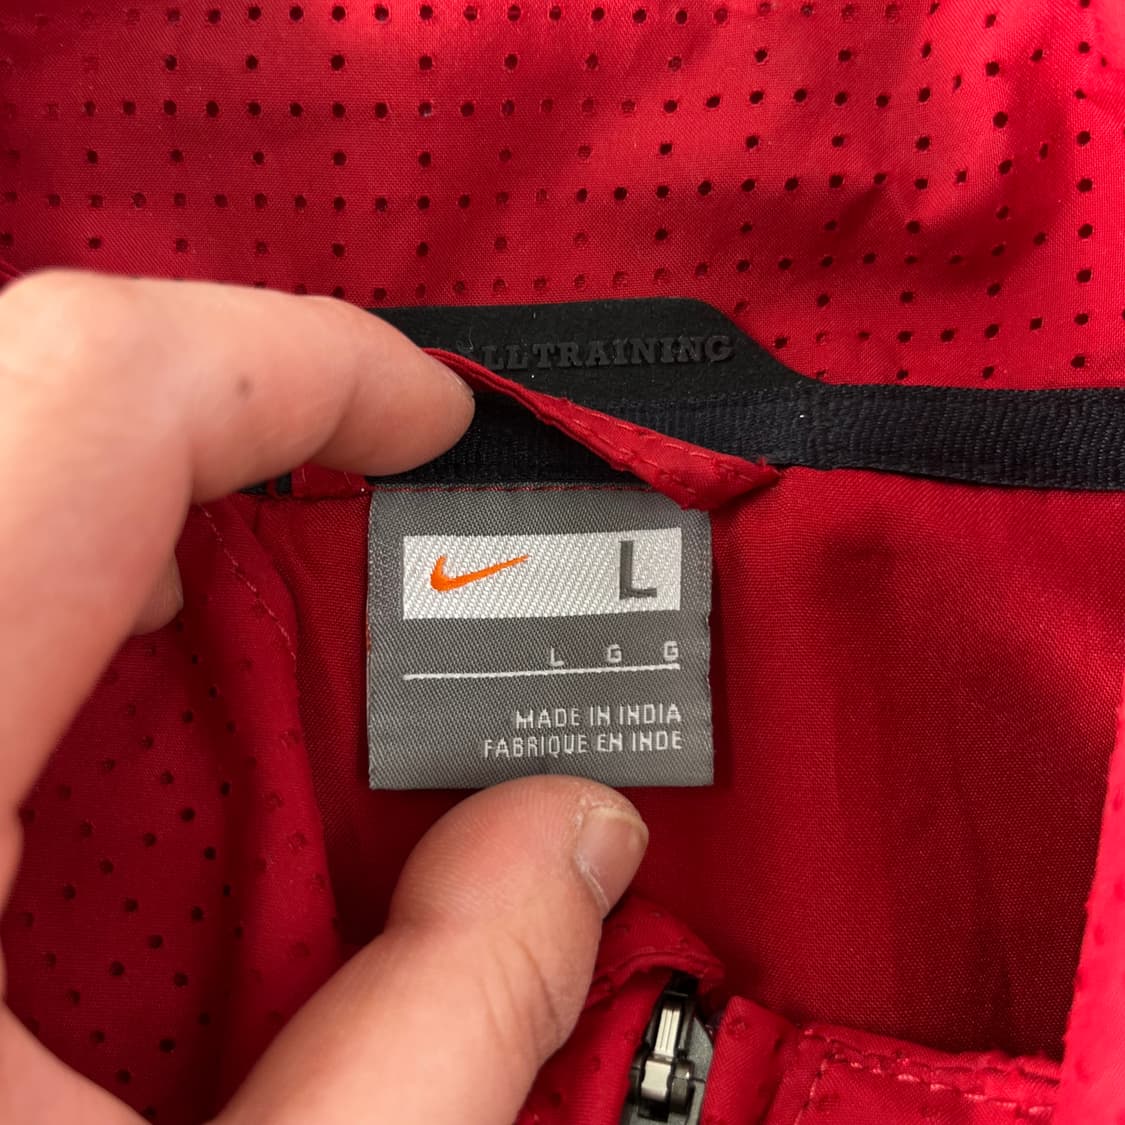 LLTRAINING
L
L G G
MADE IN INDIA
FABRIQUE EN INDE